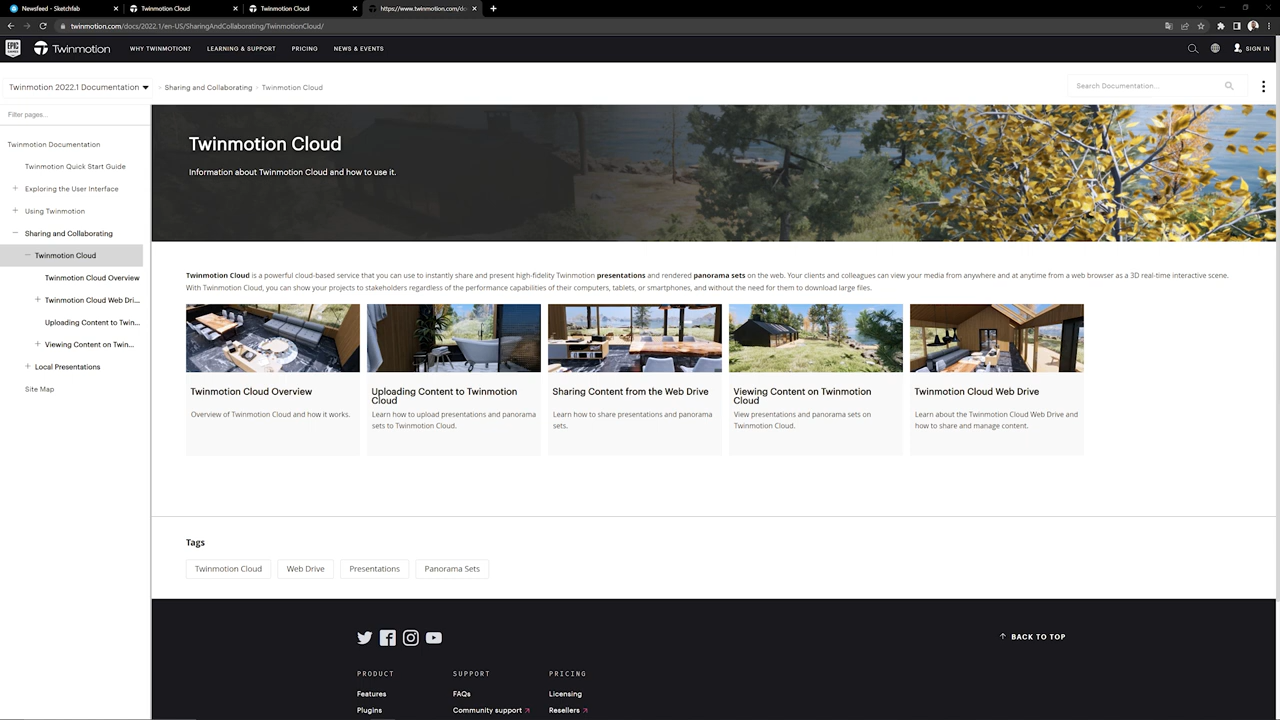 Newsfeed - Sketchfab
Twinmotion Cloud
Twinmotion Cloud
https://www.twinmotion.com/d
twinmotion.com/docs/2022.1/en-US/SharingAndCollaborating/TwinmotionCloud/
EPIC GAMES
Twinmotion
WHY TWINMOTION?
LEARNING & SUPPORT
PRICING
NEWS & EVENTS
SIGN IN
Twinmotion 2022.1 Documentation
> Sharing and Collaborating > Twinmotion Cloud
Search Documentation...
Filter pages...
Twinmotion Documentation
Twinmotion Quick Start Guide
+ Exploring the User Interface
+ Using Twinmotion
− Sharing and Collaborating
− Twinmotion Cloud
Twinmotion Cloud Overview
+ Twinmotion Cloud Web Dri...
Uploading Content to Twin...
+ Viewing Content on Twin...
+ Local Presentations
Site Map
Twinmotion Cloud
Information about Twinmotion Cloud and how to use it.
Twinmotion Cloud is a powerful cloud-based service that you can use to instantly share and present high-fidelity Twinmotion presentations and rendered panorama sets on the web. Your clients and colleagues can view your media from anywhere and at anytime from a web browser as a 3D real-time interactive scene.
With Twinmotion Cloud, you can show your projects to stakeholders regardless of the performance capabilities of their computers, tablets, or smartphones, and without the need for them to download large files.
Twinmotion Cloud Overview
Overview of Twinmotion Cloud and how it works.
Uploading Content to Twinmotion
Cloud
Learn how to upload presentations and panorama
sets to Twinmotion Cloud.
Sharing Content from the Web Drive
Learn how to share presentations and panorama
sets.
Viewing Content on Twinmotion
Cloud
View presentations and panorama sets on
Twinmotion Cloud.
Twinmotion Cloud Web Drive
Learn about the Twinmotion Cloud Web Drive and
how to share and manage content.
Tags
Twinmotion Cloud
Web Drive
Presentations
Panorama Sets
↑ BACK TO TOP
PRODUCT
Features
Plugins
SUPPORT
FAQs
Community support
PRICING
Licensing
Resellers